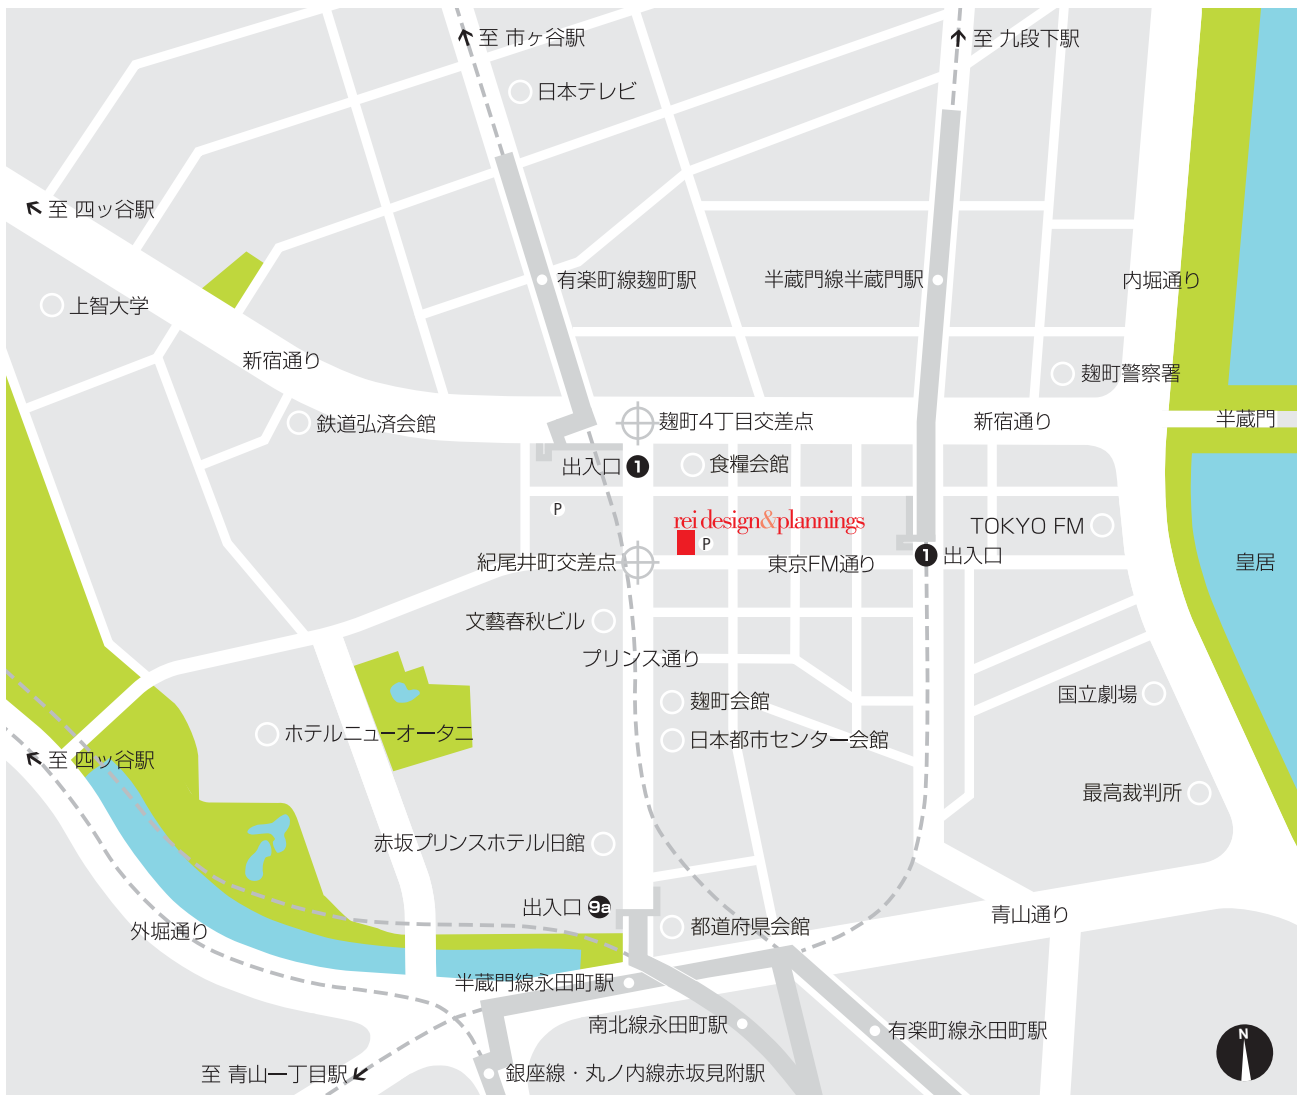 至 市ヶ谷駅
至 九段下駅
日本テレビ
至 四ッ谷駅
有楽町線麹町駅
半蔵門線半蔵門駅
内堀通り
上智大学
新宿通り
麹町警察署
鉄道弘済会館
麹町4丁目交差点
新宿通り
半蔵門
出入口 1
食糧会館
P
rei design&plannings
P
TOKYO FM
紀尾井町交差点
東京FM通り
1 出入口
皇居
文藝春秋ビル
プリンス通り
麹町会館
国立劇場
ホテルニューオータニ
日本都市センター会館
至 四ッ谷駅
最高裁判所
赤坂プリンスホテル旧館
出入口 9a
青山通り
外堀通り
都道府県会館
半蔵門線永田町駅
南北線永田町駅
有楽町線永田町駅
N
至 青山一丁目駅
銀座線・丸ノ内線赤坂見附駅